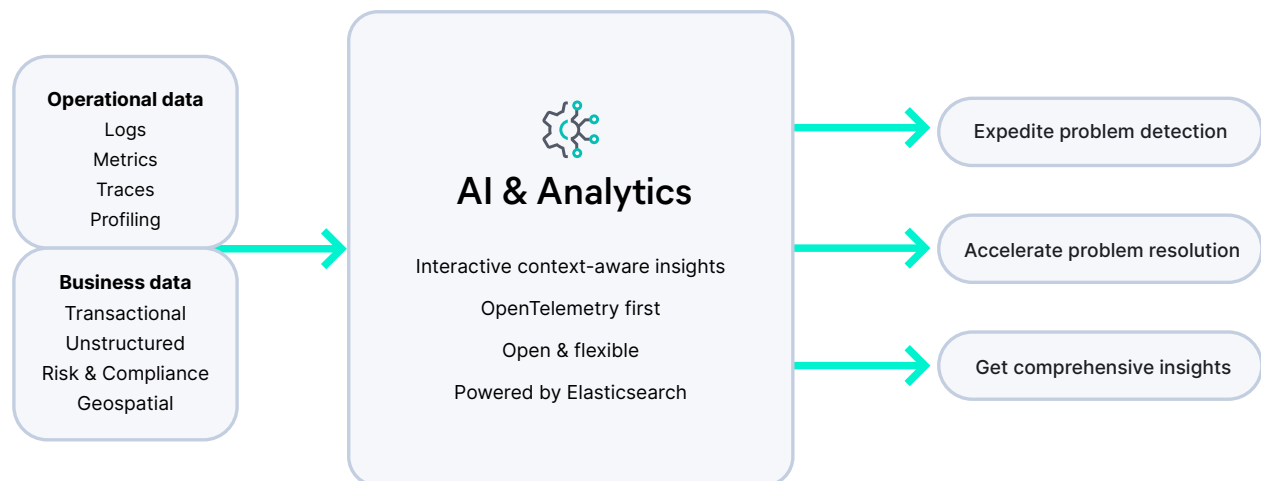 Operational data
Logs
Metrics
Traces
Profiling
Business data
Transactional
Unstructured
Risk & Compliance
Geospatial
AI & Analytics
Interactive context-aware insights
OpenTelemetry first
Open & flexible
Powered by Elasticsearch
Expedite problem detection
Accelerate problem resolution
Get comprehensive insights